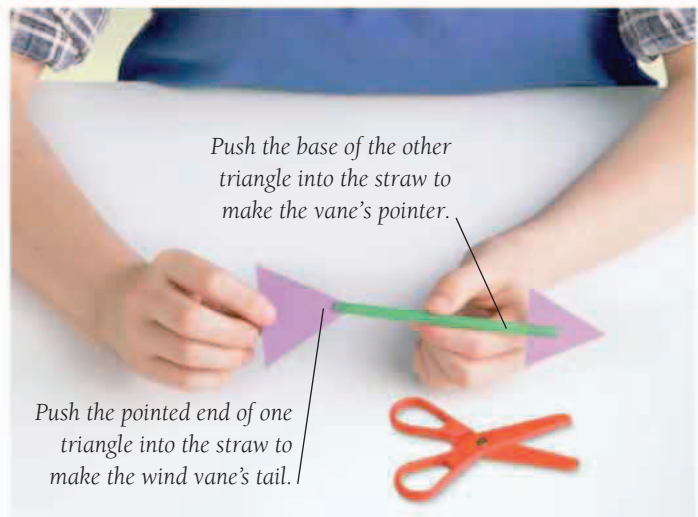 Push the base of the other
triangle into the straw to
make the vane's pointer.
Push the pointed end of one
triangle into the straw to
make the wind vane's tail.